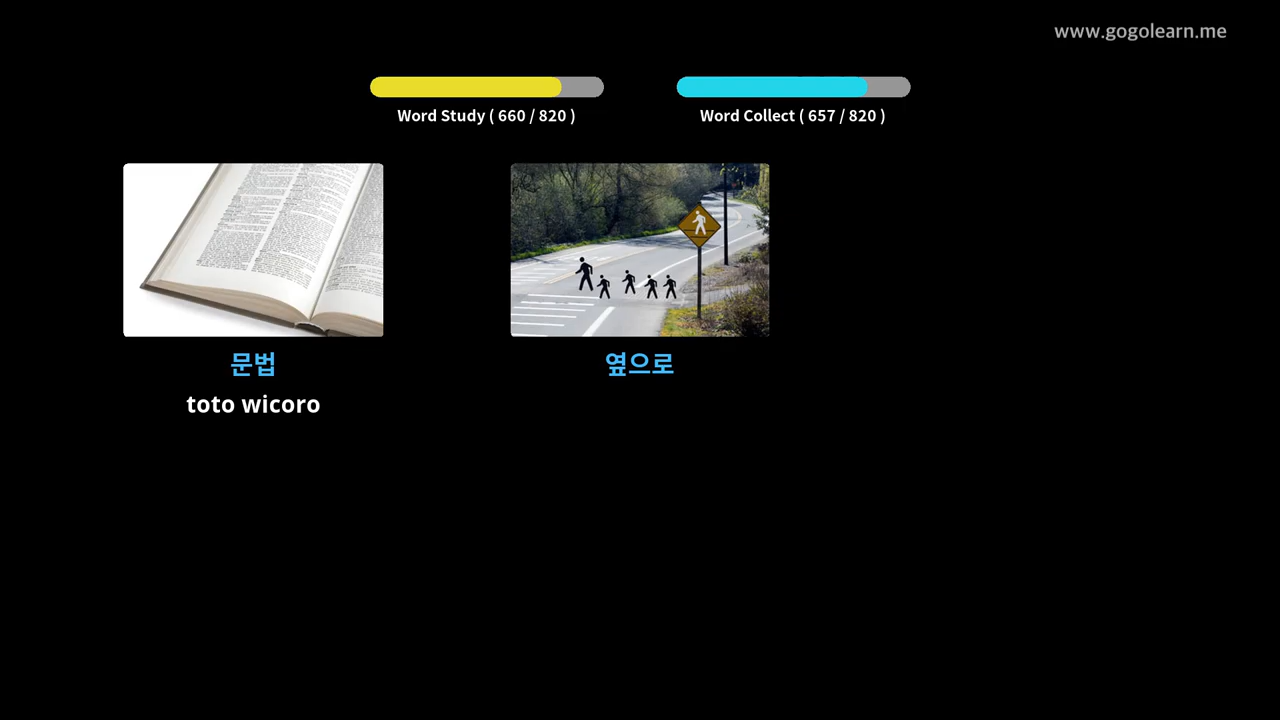 www.gogolearn.me
Word Study ( 660 / 820 )
Word Collect ( 657 / 820 )
문법
옆으로
toto wicoro